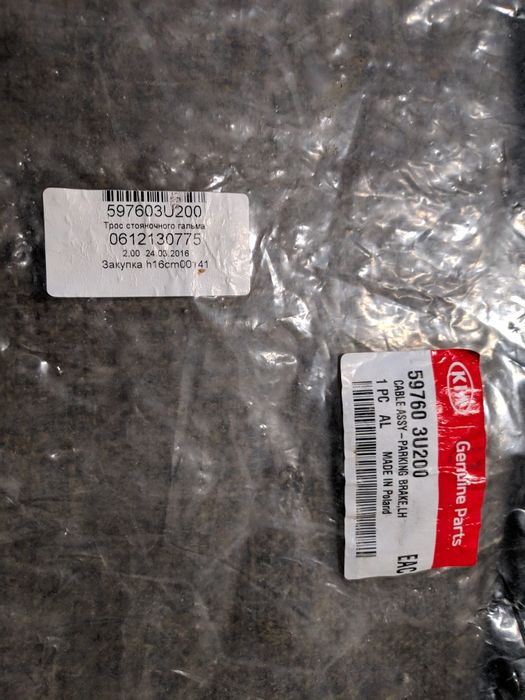 597603U200
Трос стояночного гальма
0612130775
2,00 24.03.2016
Закупка h16cm00141
KIA
Genuine Parts
59760 3U200
CABLE ASSY-PARKING BRAKE,LH
1 PC AL MADE IN Poland
EAC